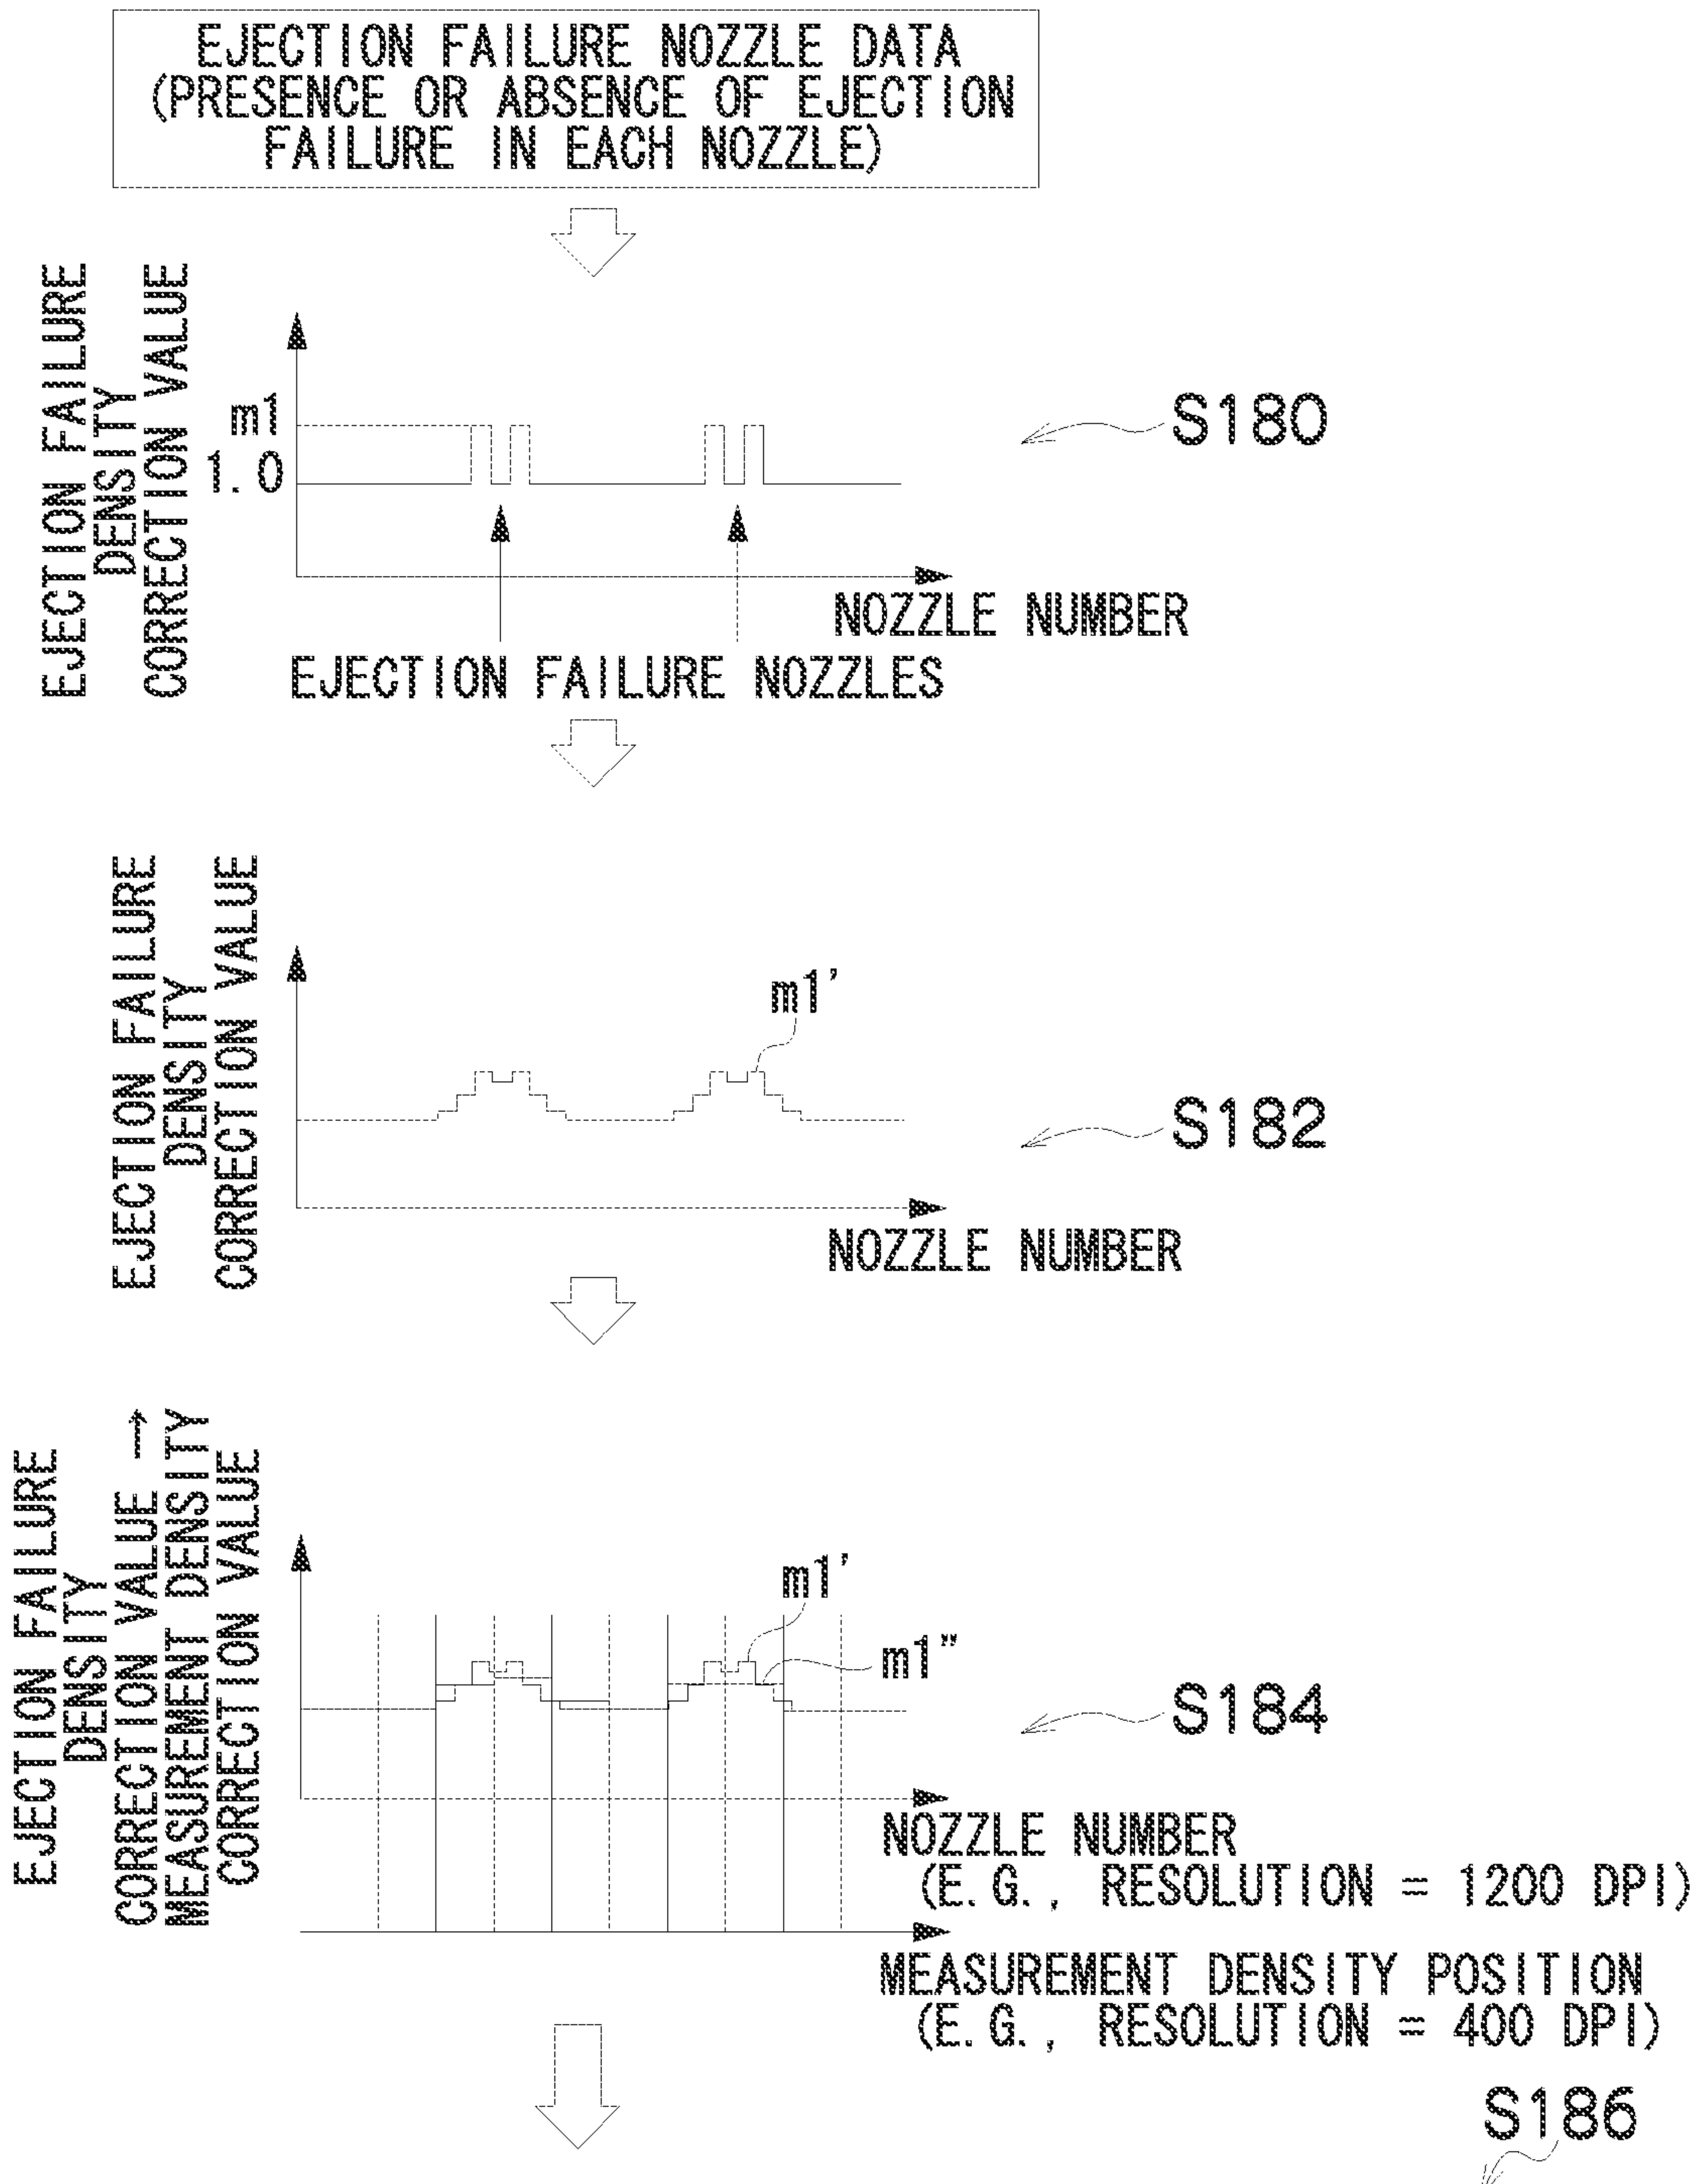 EJECTION FAILURE NOZZLE DATA
(PRESENCE OR ABSENCE OF EJECTION
FAILURE IN EACH NOZZLE)
EJECTION FAILURE
DENSITY
CORRECTION VALUE
m1
1.0
S180
NOZZLE NUMBER
EJECTION FAILURE NOZZLES
EJECTION FAILURE
DENSITY
CORRECTION VALUE
m1'
S182
NOZZLE NUMBER
EJECTION FAILURE
DENSITY
CORRECTION VALUE →
MEASUREMENT DENSITY
CORRECTION VALUE
m1'
m1"
S184
NOZZLE NUMBER
(E.G., RESOLUTION = 1200 DPI)
MEASUREMENT DENSITY POSITION
(E.G., RESOLUTION = 400 DPI)
S186